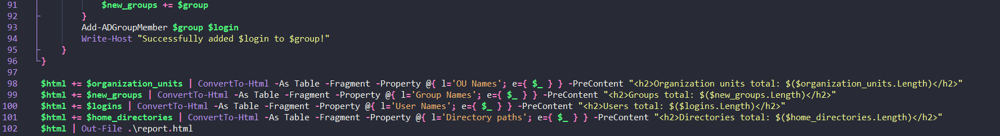 91 $new_groups += $group
92 }
93 Add-ADGroupMember $group $login
94 Write-Host "Successfully added $login to $group!"
95 }
96 }
97
98 $html += $organization_units | ConvertTo-Html -As Table -Fragment -Property @{ l='OU Names'; e={ $_ } } -PreContent "<h2>Organization units total: $($organization_units.Length)</h2>"
99 $html += $new_groups | ConvertTo-Html -As Table -Fragment -Property @{ l='Group Names'; e={ $_ } } -PreContent "<h2>Groups total: $($new_groups.Length)</h2>"
100 $html += $logins | ConvertTo-Html -As Table -Fragment -Property @{ l='User Names'; e={ $_ } } -PreContent "<h2>Users total: $($logins.Length)</h2>"
101 $html += $home_directories | ConvertTo-Html -As Table -Fragment -Property @{ l='Directory paths'; e={ $_ } } -PreContent "<h2>Directories total: $($home_directories.Length)</h2>"
102 $html | Out-File .\report.html